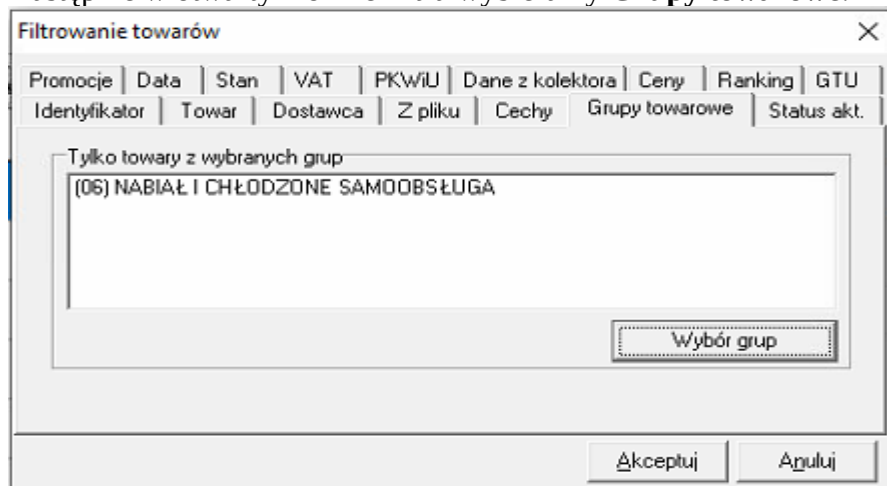 Filtrowanie towarów
Promocje Data Stan VAT PKWiU Dane z kolektora Ceny Ranking GTU
Identyfikator Towar Dostawca Z pliku Cechy Grupy towarowe Status akt.
Tylko towary z wybranych grup
(06) NABIAŁ I CHŁODZONE SAMOOBSŁUGA
Wybór grup
Akceptuj Anuluj